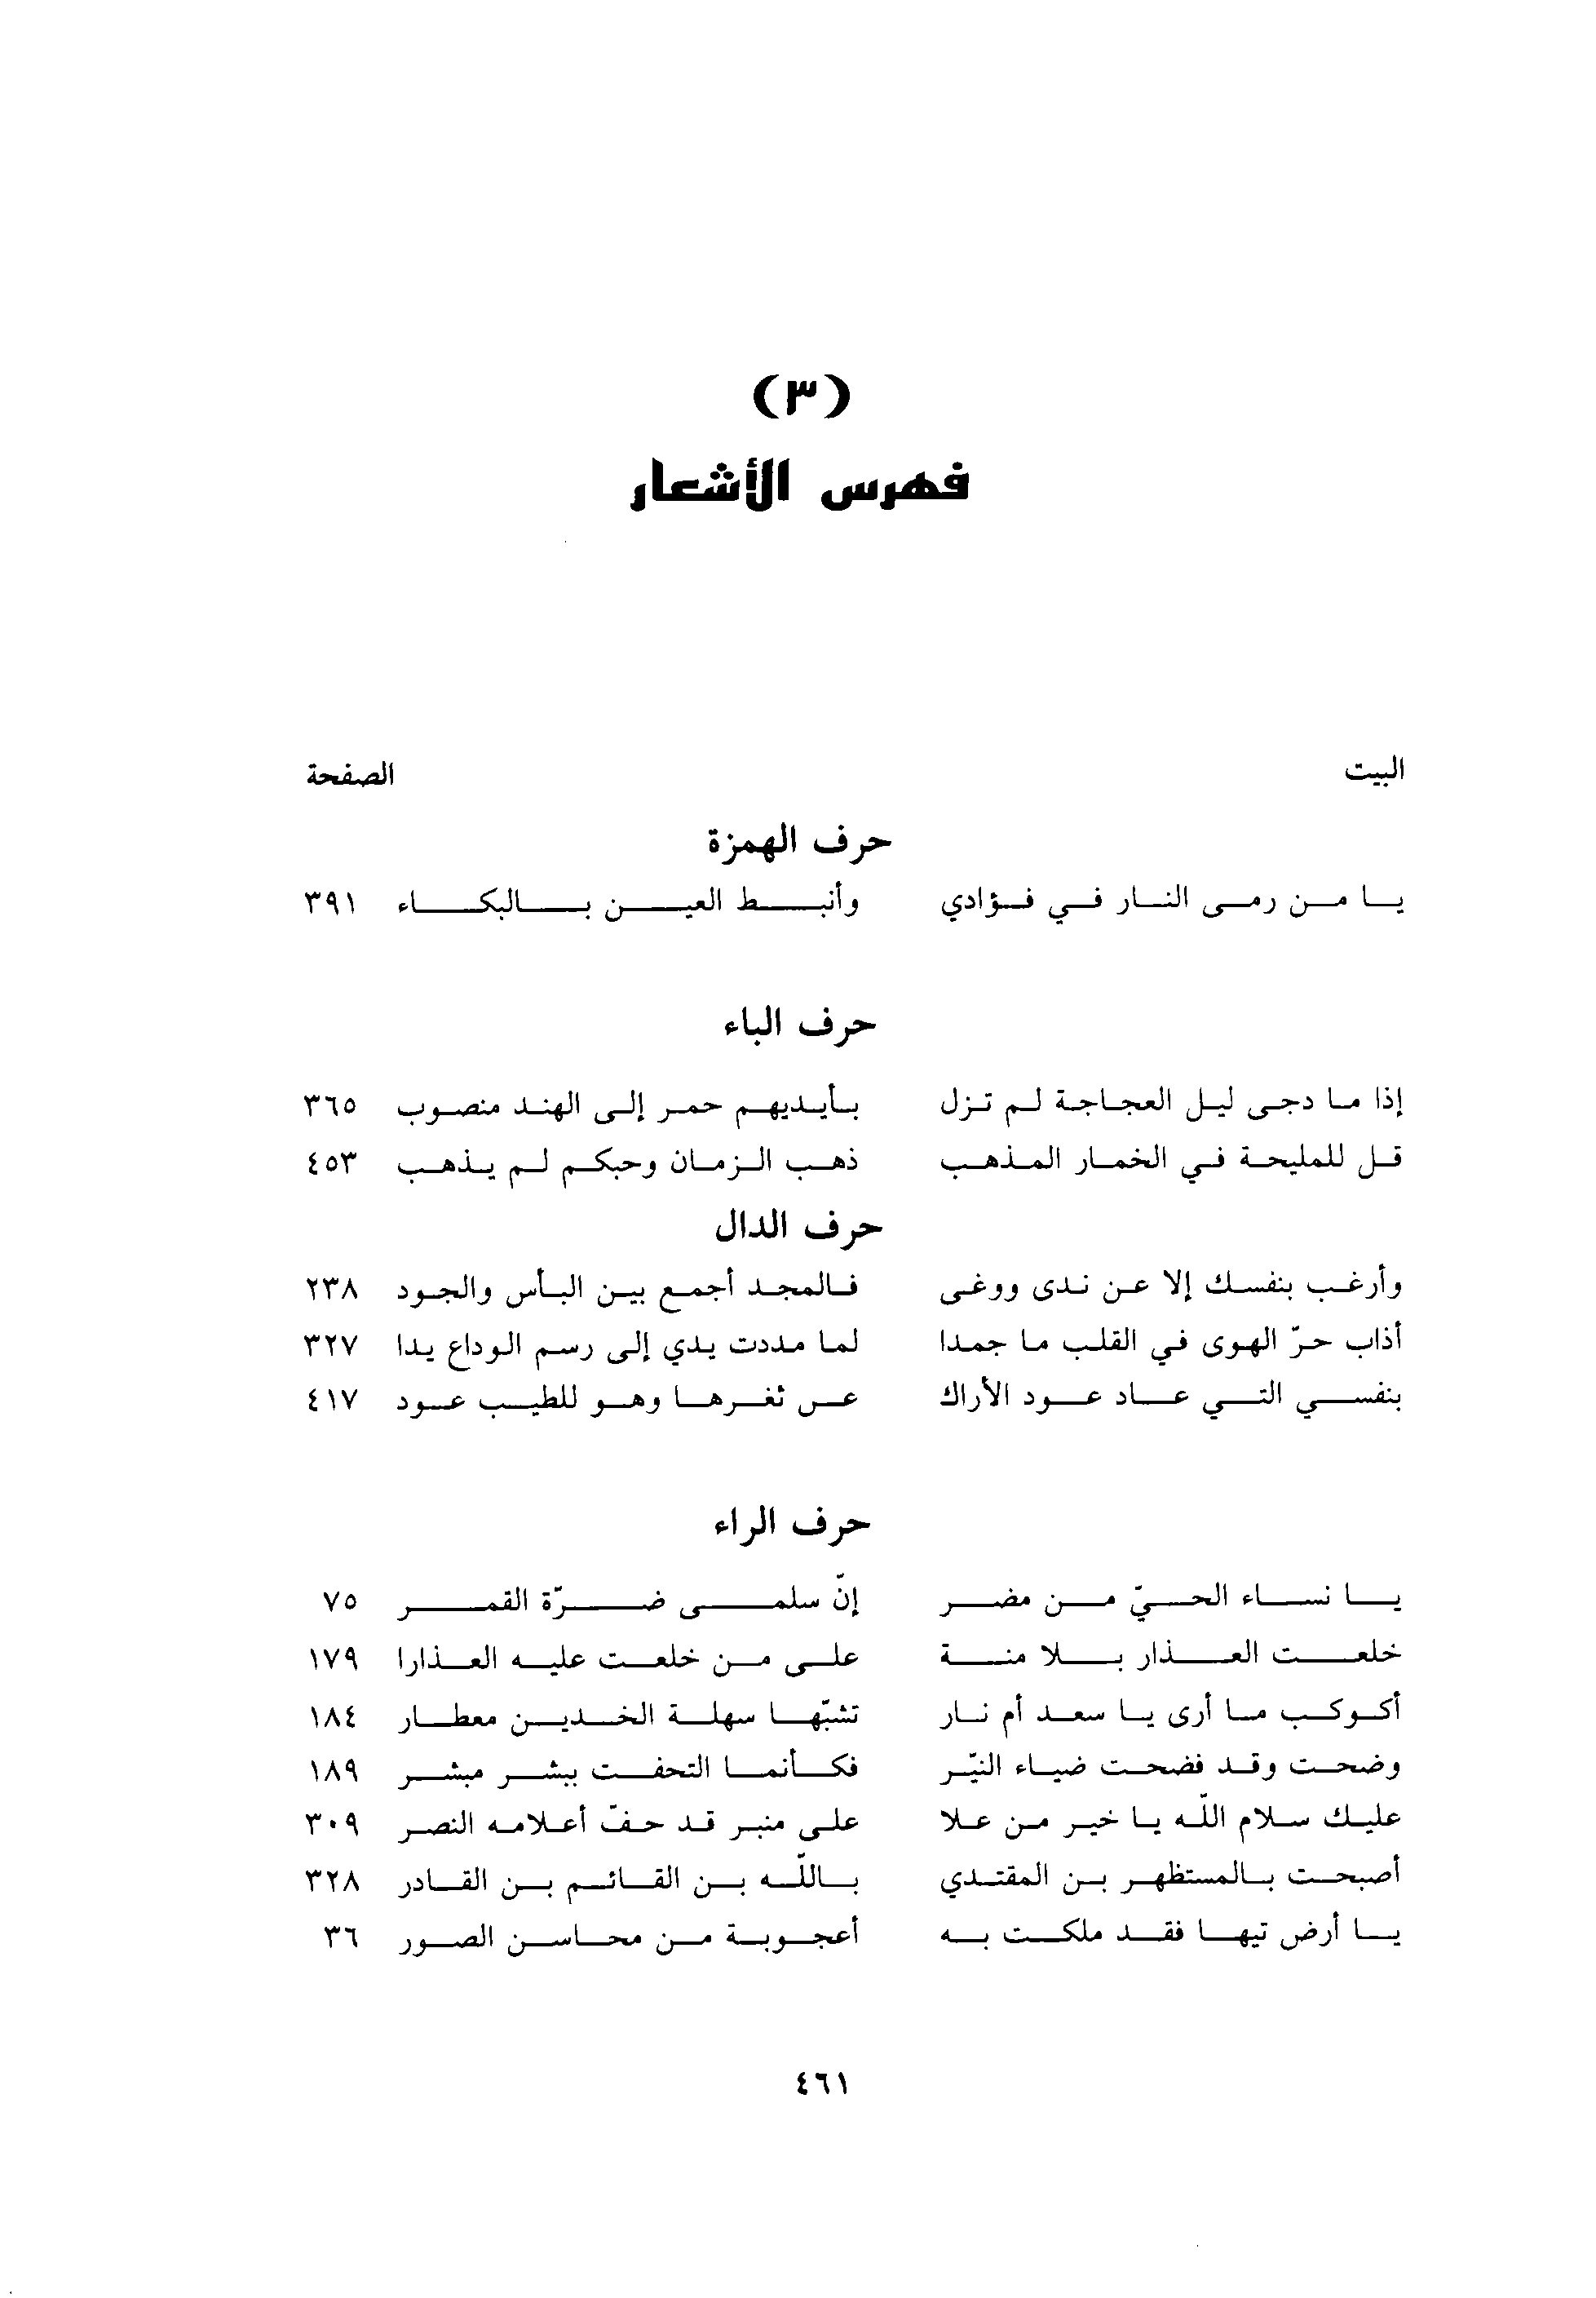 (٣)
فهرس الأشعار
البيت الصفحة
حرف الهمزة
يا من رمى النار في فؤادي وأنبط العين بالبكاء ٣٩١
حرف الباء
إذا ما دجى ليل العجاجة لم تزل بأيديهم حمر إلى الهند منصوب ٣٦٥
قل للمليحة في الخمار المذهب ذهب الزمان وحبكم لم يذهب ٤٥٣
حرف الدال
وأرغب بنفسك إلا عن ندى ووغى فالمجد أجمع بين البأس والجود ٢٣٨
أذاب حرّ الهوى في القلب ما جمدا لما مددت يدي إلى رسم الوداع يدا ٣٢٧
بنفسي التي عاد عود الأراك عس ثغرها وهو للطيب عود ٤١٧
حرف الراء
يا نساء الحيّ من مضر إنّ سلمى ضرّة القمر ٧٥
خلعت العذار بلا منة على من خلعت عليه العذارا ١٧٩
أكوكب ما أرى يا سعد أم نار تشبّها سهلة الخدين معطار ١٨٤
وضحت وقد فضحت ضياء النيّر فكأنما التحفت ببشر مبشر ١٨٩
عليك سلام اللّه يا خير من علا على منبر قد حفّ أعلامه النصر ٣٠٩
أصبحت بالمستظهر بن المقتدي باللّه بن القائم بن القادر ٣٢٨
يا أرض تيها فقد ملكت به أعجوبة من محاسن الصور ٣٦
٤٦١